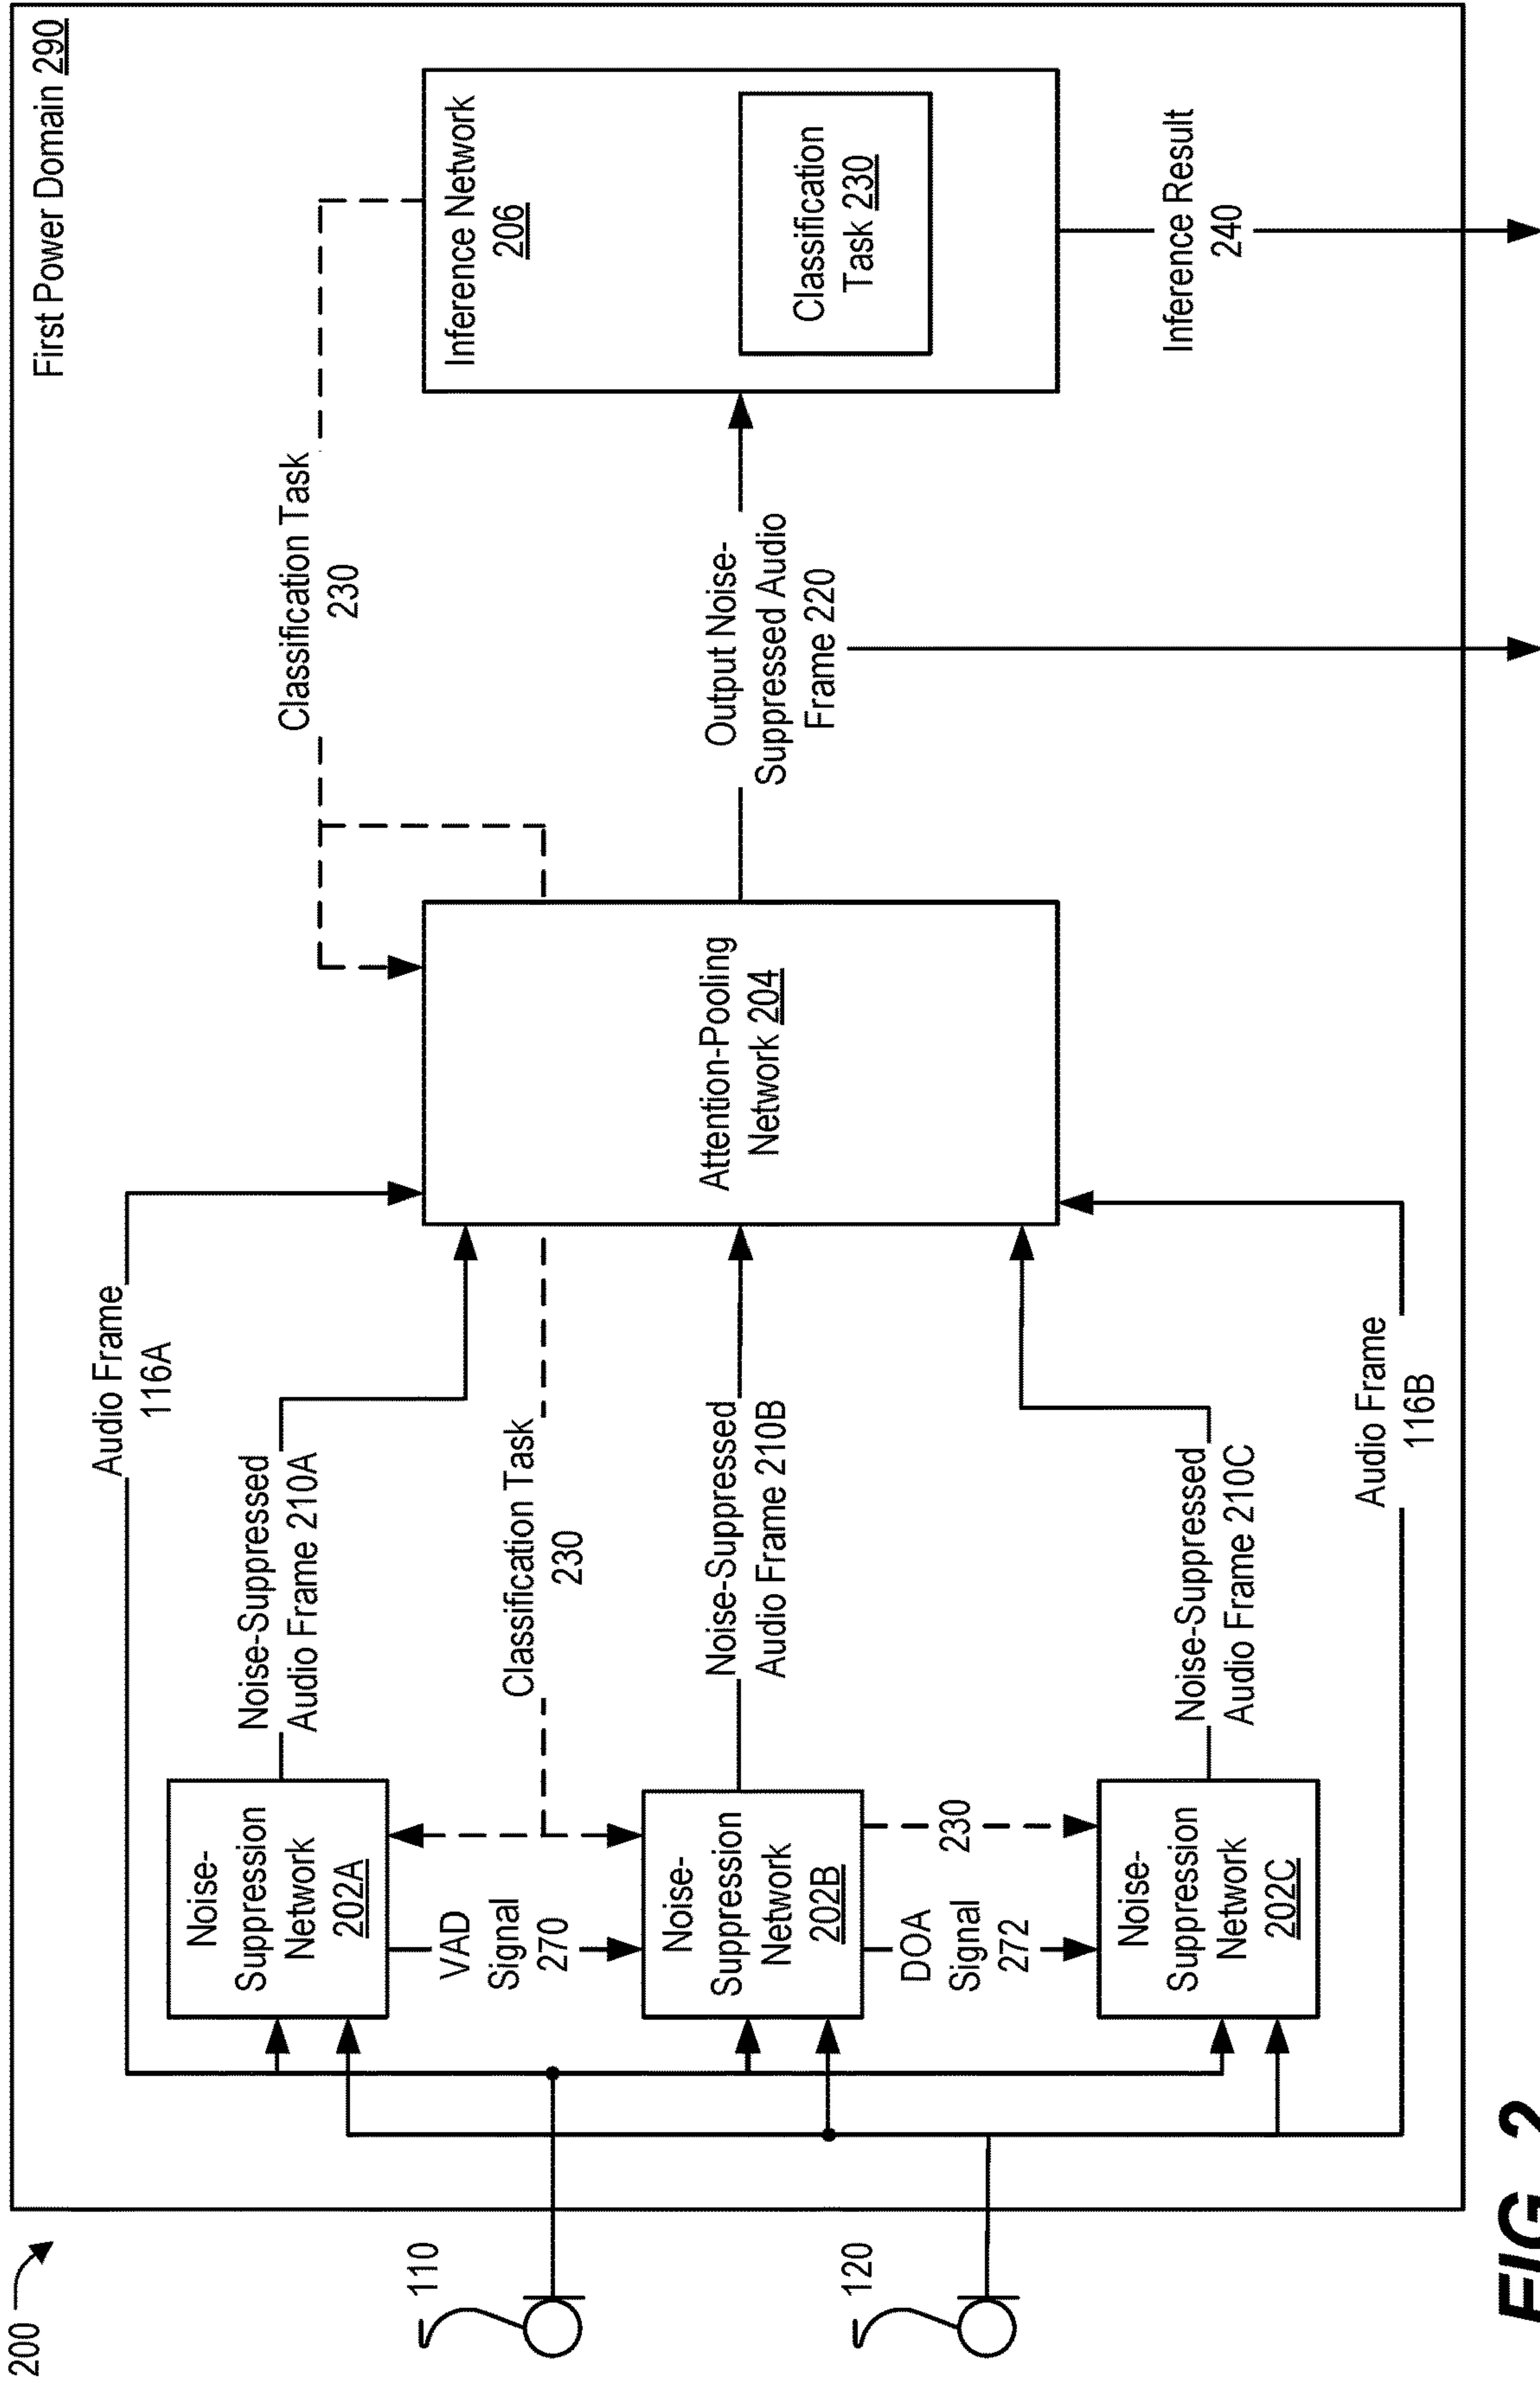 200
First Power Domain 290
110
120
Audio Frame
116A
Noise-
Suppression
Network
202A
Noise-Suppressed
Audio Frame 210A
VAD
Signal
270
Classification Task
230
Noise-
Suppression
Network
202B
Noise-Suppressed
Audio Frame 210B
DOA
Signal
272
230
Noise-
Suppression
Network
202C
Noise-Suppressed
Audio Frame 210C
Audio Frame
116B
Attention-Pooling
Network 204
Classification Task
230
Output Noise-
Suppressed Audio
Frame 220
Inference Network
206
Classification
Task 230
Inference Result
240
FIG. 2